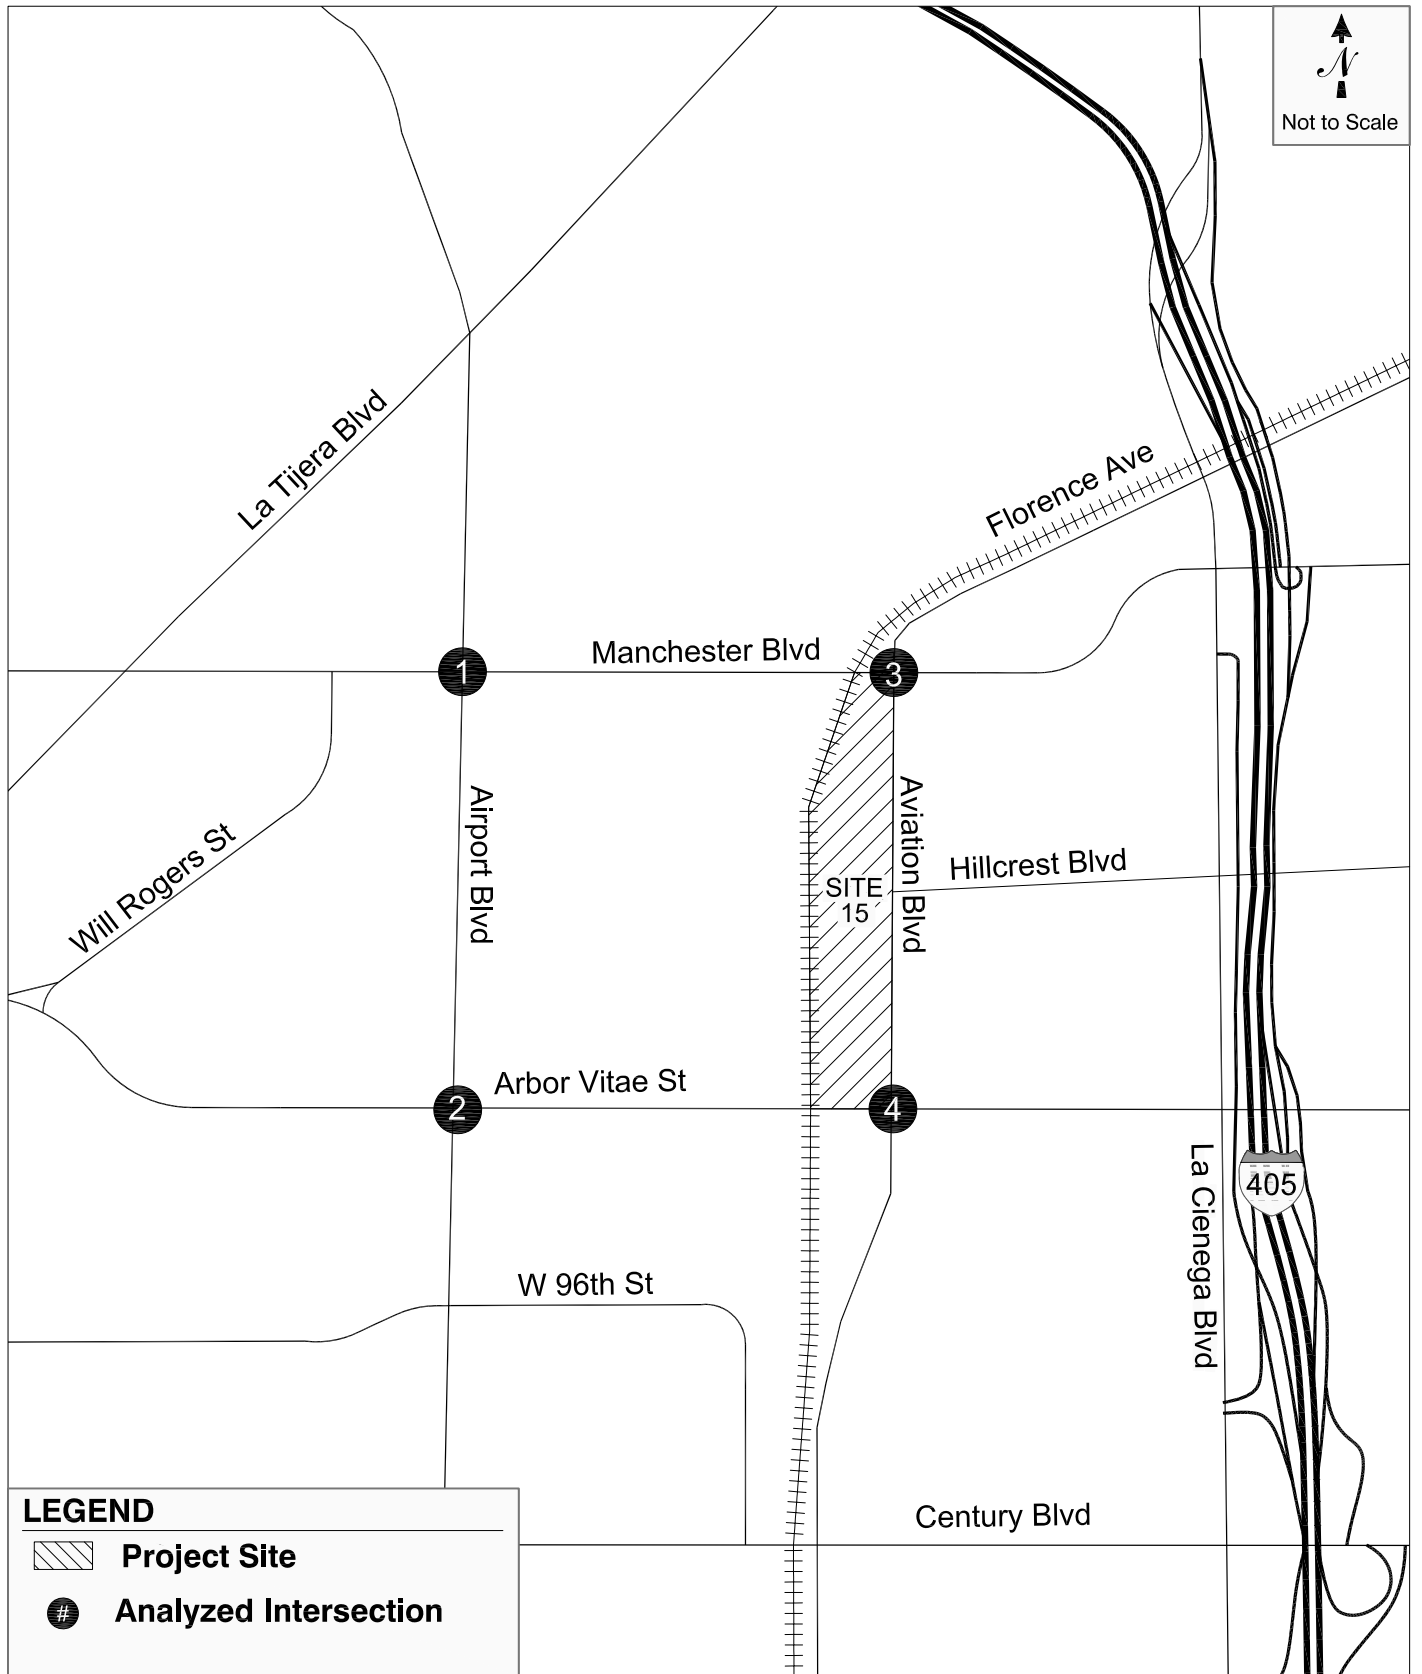 N
Not to Scale
La Tijera Blvd
Florence Ave
Manchester Blvd
1
3
Airport Blvd
Aviation Blvd
Hillcrest Blvd
Will Rogers St
SITE
15
Arbor Vitae St
2
4
La Cienega Blvd
405
W 96th St
Century Blvd
LEGEND
Project Site
# Analyzed Intersection